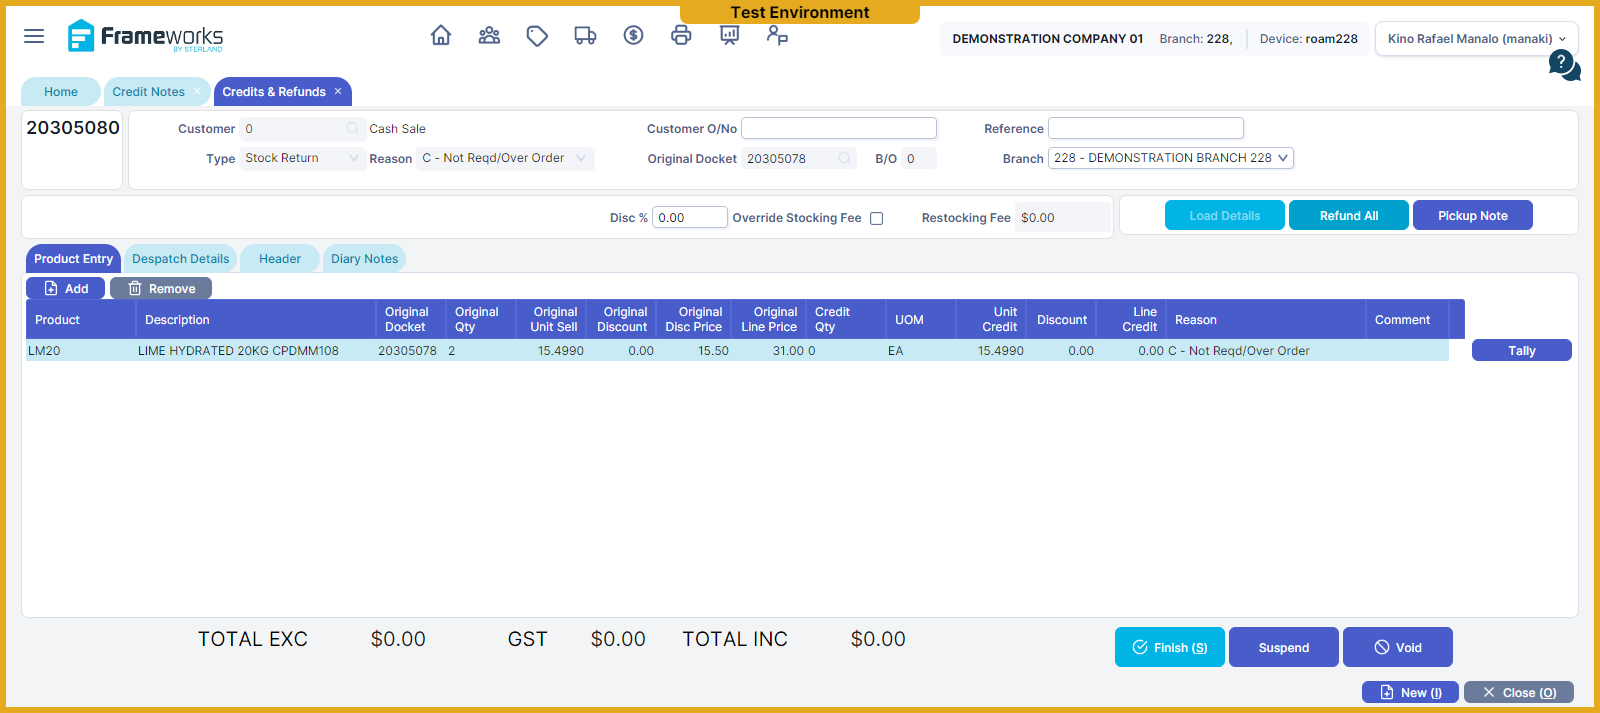 Test Environment
Frameworks
BY STERLAND
DEMONSTRATION COMPANY 01 Branch: 228, Device: roam228
Kino Rafael Manalo (manaki)
?
Home Credit Notes × Credits & Refunds ×
20305080
Customer 0 Cash Sale Customer O/No Reference
Type Stock Return Reason C - Not Reqd/Over Order Original Docket 20305078 B/O 0 Branch 228 - DEMONSTRATION BRANCH 228
Disc % 0.00 Override Stocking Fee Restocking Fee $0.00
Load Details Refund All Pickup Note
Product Entry Despatch Details Header Diary Notes
Add Remove
Product Description Original Docket Original Qty Original Unit Sell Original Discount Original Disc Price Original Line Price Credit Qty UOM Unit Credit Discount Line Credit Reason Comment
LM20 LIME HYDRATED 20KG CPDMM108 20305078 2 15.4990 0.00 15.50 31.00 0 EA 15.4990 0.00 0.00 C - Not Reqd/Over Order
Tally
TOTAL EXC $0.00 GST $0.00 TOTAL INC $0.00
Finish (S) Suspend Void
New (I) Close (O)